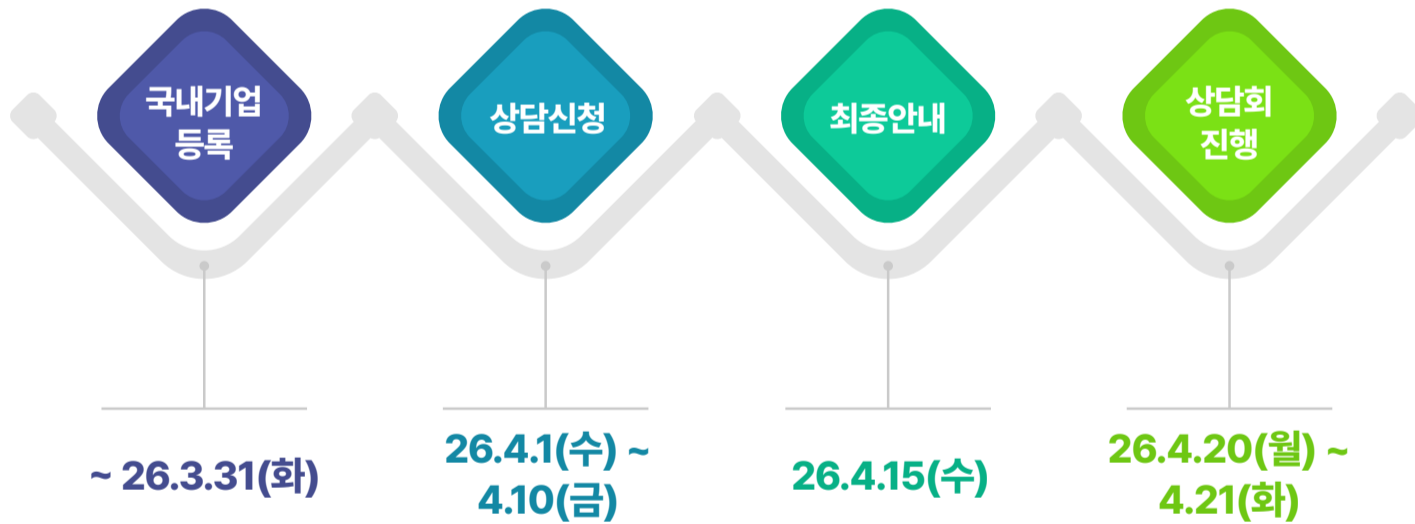 국내기업
등록
상담신청
최종안내
상담회
진행
~ 26.3.31(화)
26.4.1(수) ~
4.10(금)
26.4.15(수)
26.4.20(월) ~
4.21(화)